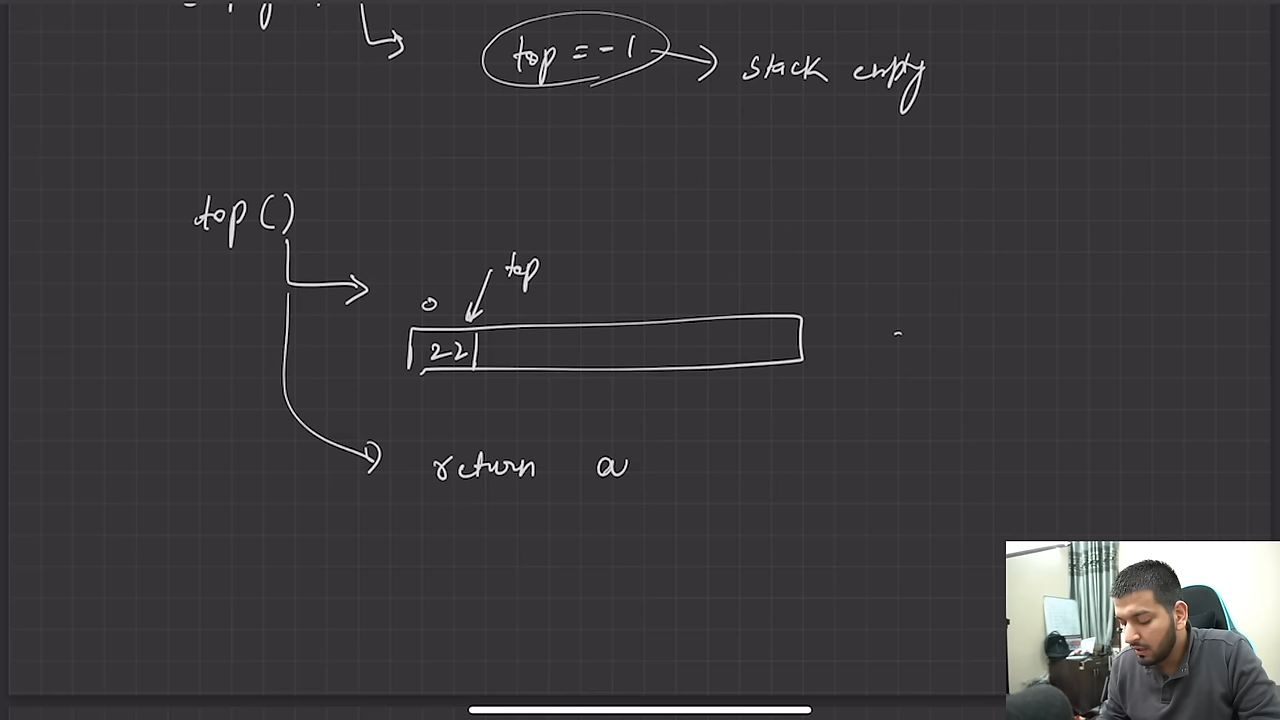 top = -1 → stack empty
top ()
top
0
22
return a